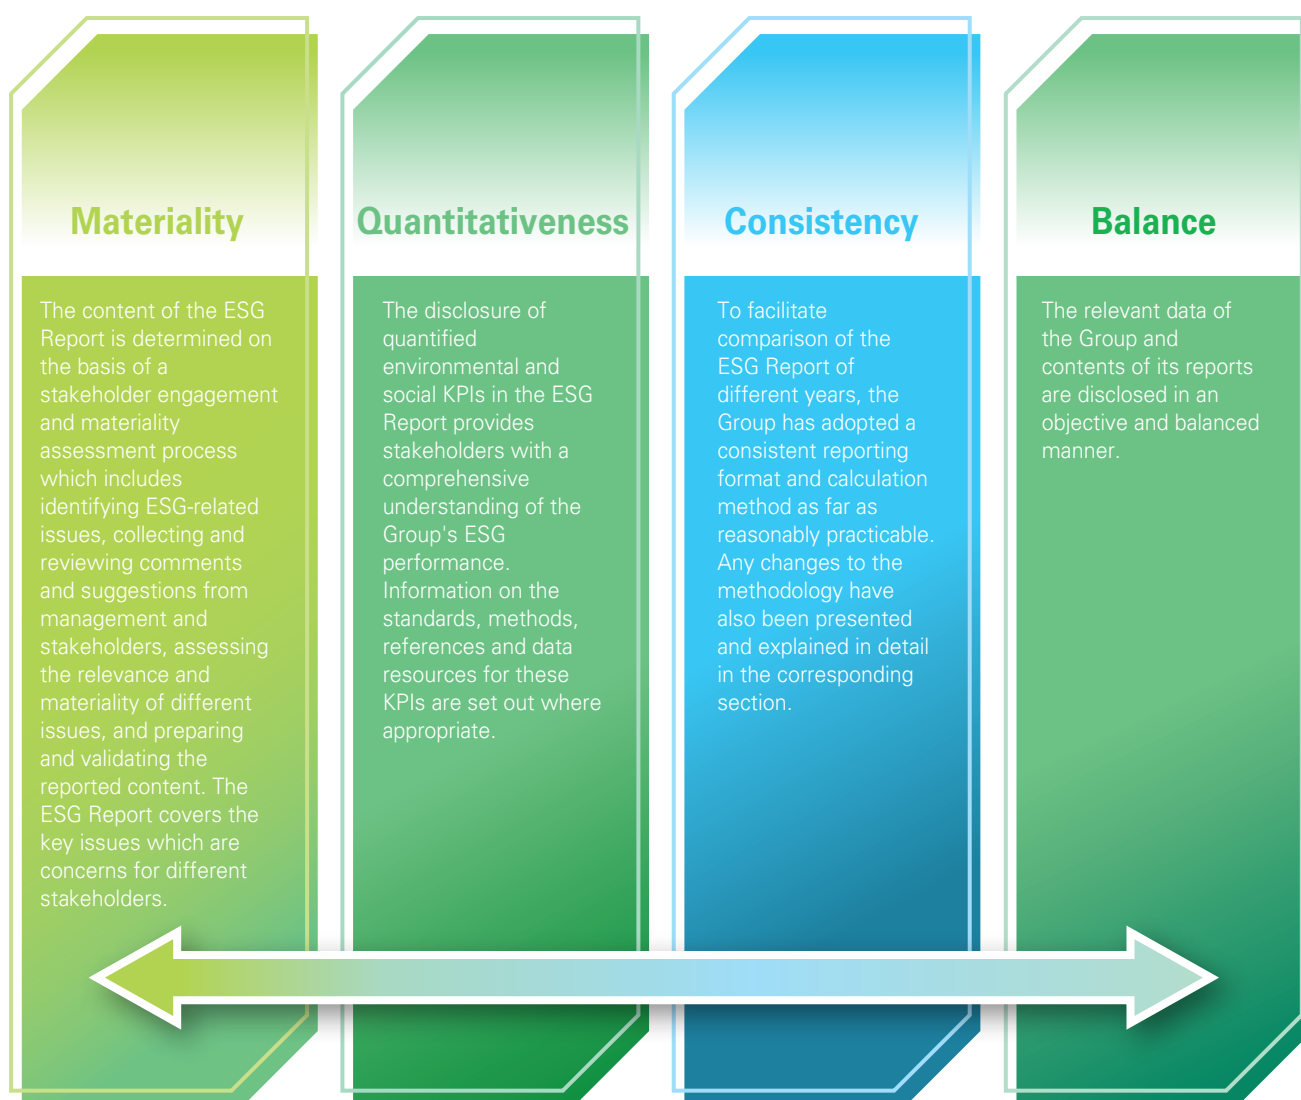 Materiality
The content of the ESG
Report is determined on
the basis of a
stakeholder engagement
and materiality
assessment process
which includes
identifying ESG-related
issues, collecting and
reviewing comments
and suggestions from
management and
stakeholders, assessing
the relevance and
materiality of different
issues, and preparing
and validating the
reported content. The
ESG Report covers the
key issues which are
concerns for different
stakeholders.
Quantitativeness
The disclosure of
quantified
environmental and
social KPIs in the ESG
Report provides
stakeholders with a
comprehensive
understanding of the
Group's ESG
performance.
Information on the
standards, methods,
references and data
resources for these
KPIs are set out where
appropriate.
Consistency
To facilitate
comparison of the
ESG Report of
different years, the
Group has adopted a
consistent reporting
format and calculation
method as far as
reasonably practicable.
Any changes to the
methodology have
also been presented
and explained in detail
in the corresponding
section.
Balance
The relevant data of
the Group and
contents of its reports
are disclosed in an
objective and balanced
manner.